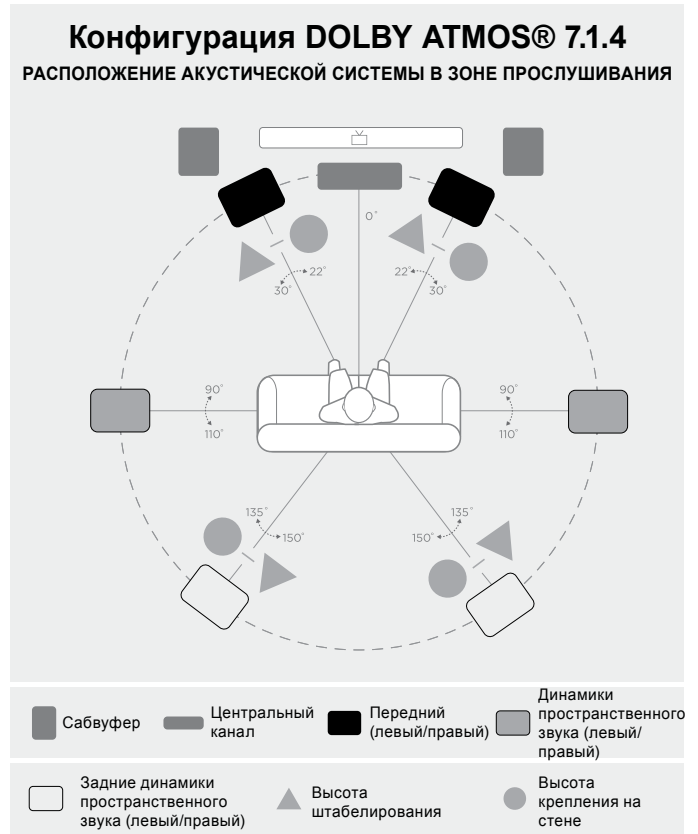 Конфигурация DOLBY ATMOS® 7.1.4
РАСПОЛОЖЕНИЕ АКУСТИЧЕСКОЙ СИСТЕМЫ В ЗОНЕ ПРОСЛУШИВАНИЯ
0°
22° 22°
30° 30°
90° 90°
110° 110°
135° 135°
150° 150°
Сабвуфер
Центральный
канал
Передний
(левый/правый)
Динамики
пространственного
звука (левый/
правый)
Задние динамики
пространственного
звука (левый/правый)
Высота
штабелирования
Высота
крепления на
стене